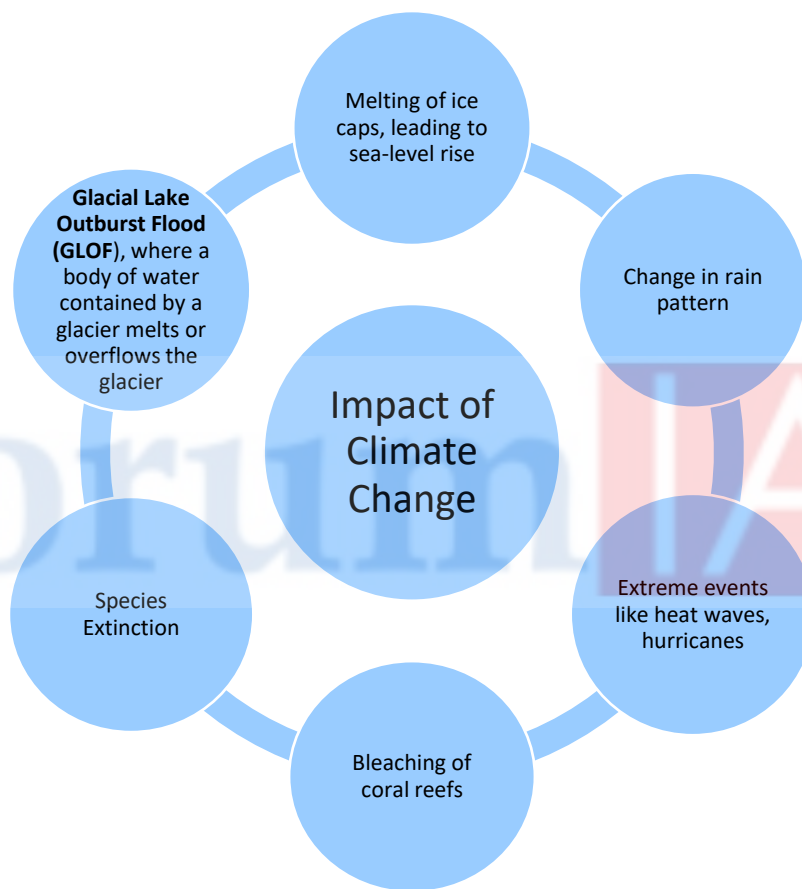 Melting of ice
caps, leading to
sea-level rise
Change in rain
pattern
Extreme events
like heat waves,
hurricanes
Bleaching of
coral reefs
Species
Extinction
Glacial Lake
Outburst Flood
(GLOF), where a
body of water
contained by a
glacier melts or
overflows the
glacier
Impact of
Climate
Change
orumIA